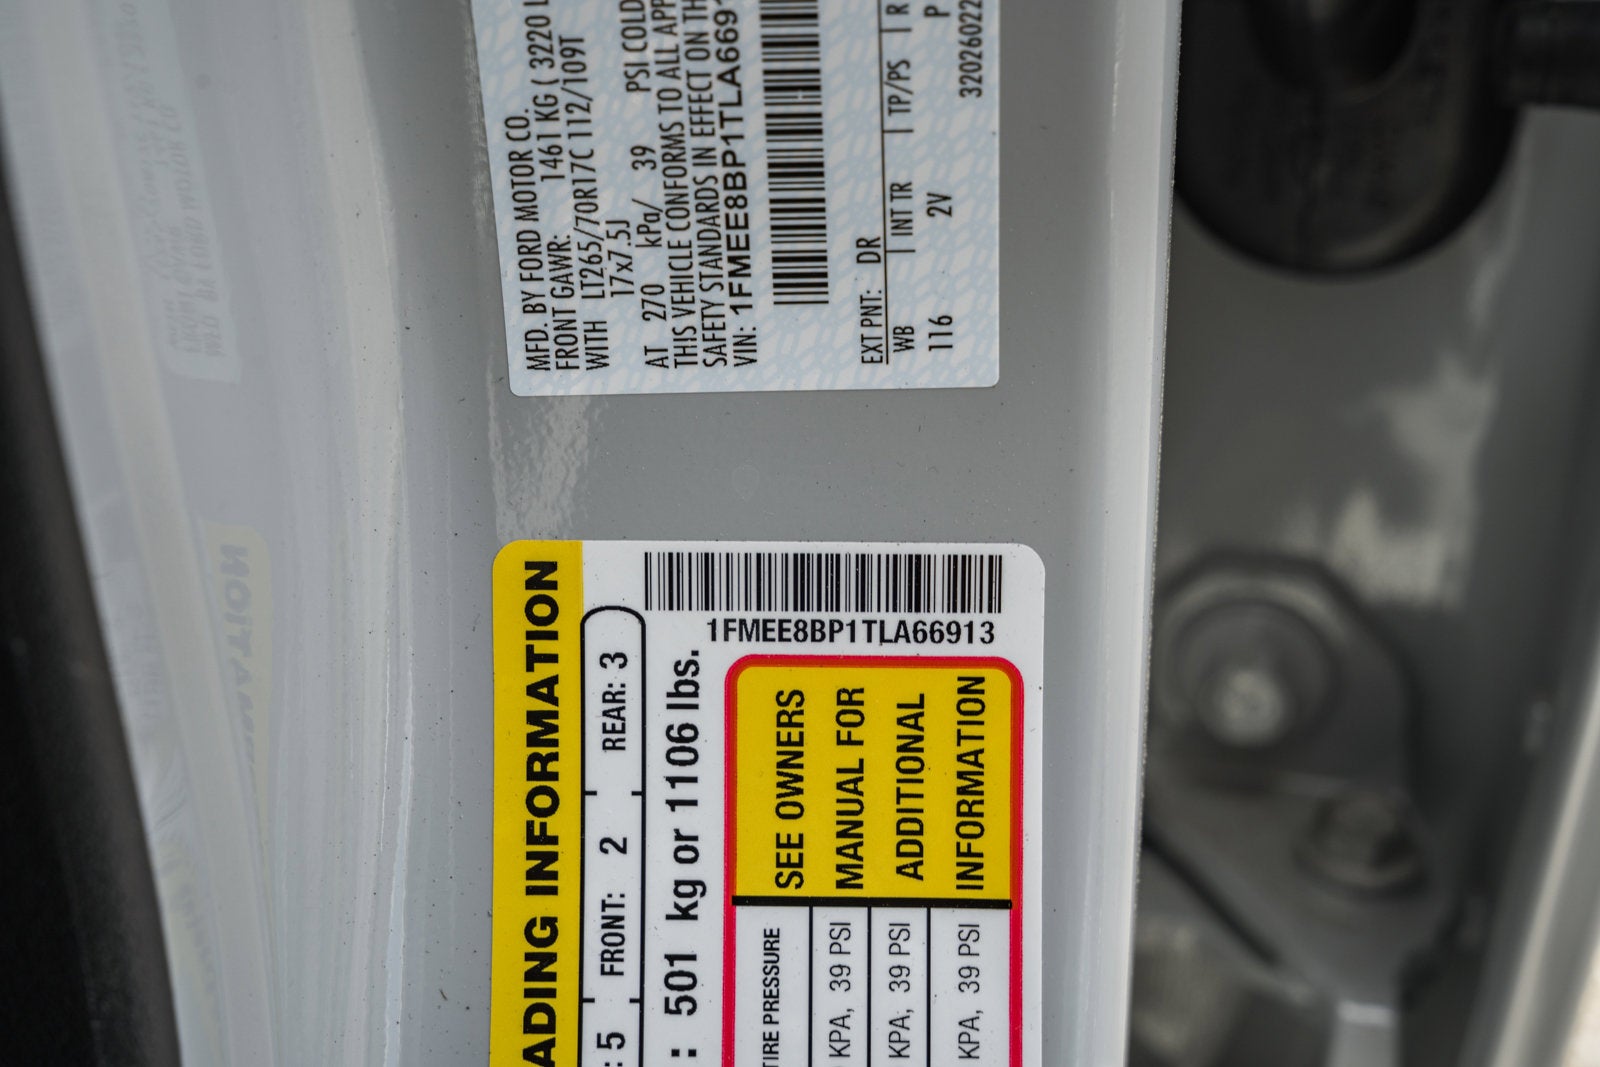 MFD. BY FORD MOTOR CO.
FRONT GAWR: 1461 KG ( 3220 L
WITH LT265/70R17C 112/109T
17x7.5J
AT 270 kPa/ 39 PSI COLD
THIS VEHICLE CONFORMS TO ALL APP
SAFETY STANDARDS IN EFFECT ON TH
VIN: 1FMEE8BP1TLA6691
EXT PNT: DR
WB | INT TR | TP/PS | R
116 2V P
32026022
ADING INFORMATION
: 5 FRONT: 2 REAR: 3
: 501 kg or 1106 lbs.
1FMEE8BP1TLA66913
TIRE PRESSURE
KPA, 39 PSI
KPA, 39 PSI
KPA, 39 PSI
SEE OWNERS
MANUAL FOR
ADDITIONAL
INFORMATION